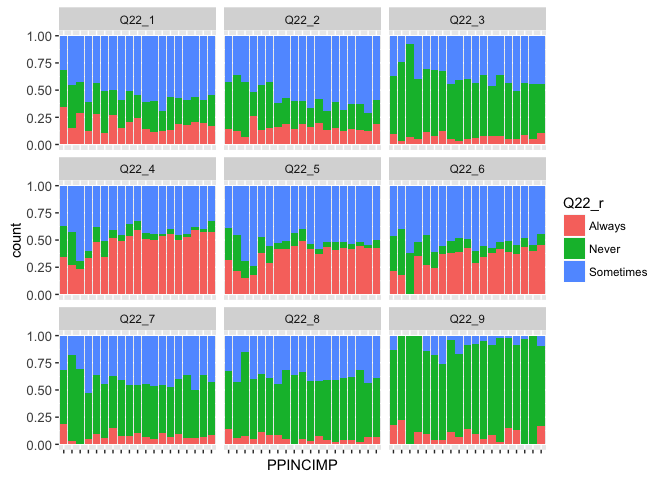 Q22_1 Q22_2 Q22_3
1.00
0.75
0.50
0.25
0.00
Q22_4 Q22_5 Q22_6
1.00
0.75
0.50
0.25
0.00
Q22_7 Q22_8 Q22_9
1.00
0.75
0.50
0.25
0.00
count
PPINCIMP
Q22_r
Always
Never
Sometimes